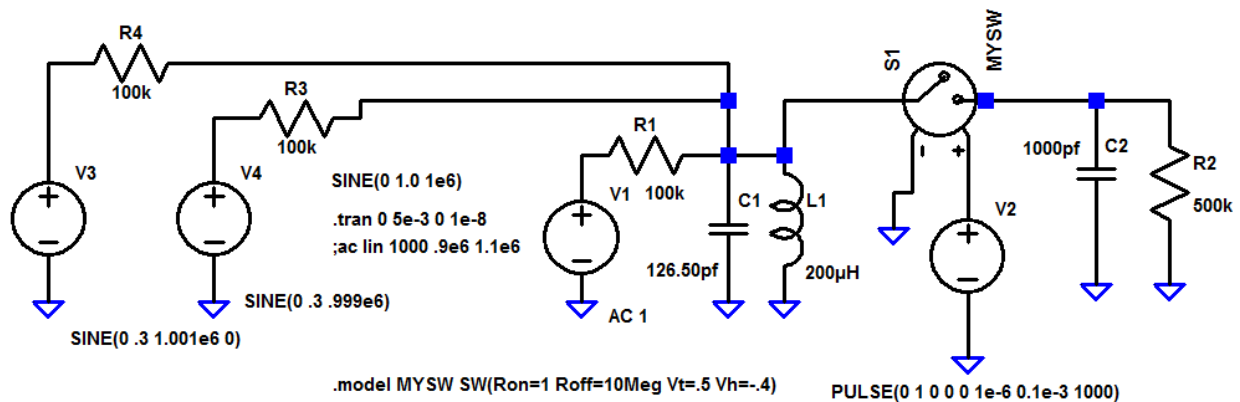 R4
100k
R3
100k
V3
+
−
V4
+
−
SINE(0 1.0 1e6)
.tran 0 5e-3 0 1e-8
;ac lin 1000 .9e6 1.1e6
SINE(0 .3 .999e6)
SINE(0 .3 1.001e6 0)
R1
100k
V1
+
−
AC 1
C1
126.50pf
L1
200µH
S1
MYSW
−
+
V2
+
−
1000pf
C2
R2
500k
.model MYSW SW(Ron=1 Roff=10Meg Vt=.5 Vh=-.4)
PULSE(0 1 0 0 0 1e-6 0.1e-3 1000)